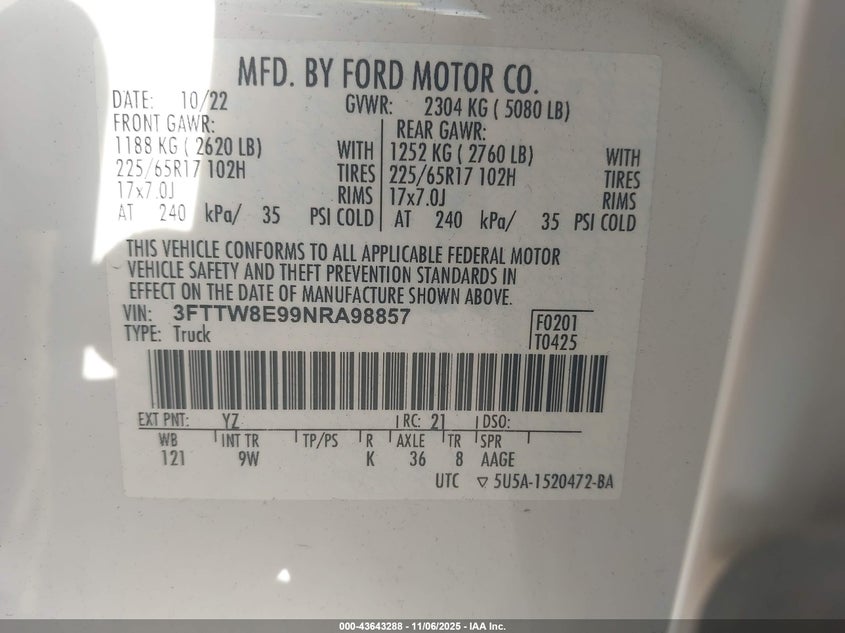 MFD. BY FORD MOTOR CO.
DATE: 10/22 GVWR: 2304 KG ( 5080 LB)
FRONT GAWR: REAR GAWR:
1188 KG ( 2620 LB) WITH 1252 KG ( 2760 LB) WITH
225/65R17 102H TIRES 225/65R17 102H TIRES
17x7.0J RIMS 17x7.0J RIMS
AT 240 kPa/ 35 PSI COLD AT 240 kPa/ 35 PSI COLD
THIS VEHICLE CONFORMS TO ALL APPLICABLE FEDERAL MOTOR
VEHICLE SAFETY AND THEFT PREVENTION STANDARDS IN
EFFECT ON THE DATE OF MANUFACTURE SHOWN ABOVE.
VIN: 3FTTW8E99NRA98857 F0201
TYPE: Truck T0425
EXT PNT: YZ RC: 21 DSO:
WB INT TR TP/PS R AXLE TR SPR
121 9W K 36 8 AAGE
UTC ▽ 5U5A-1520472-BA
000-43643288 - 11/06/2025 - IAA Inc.